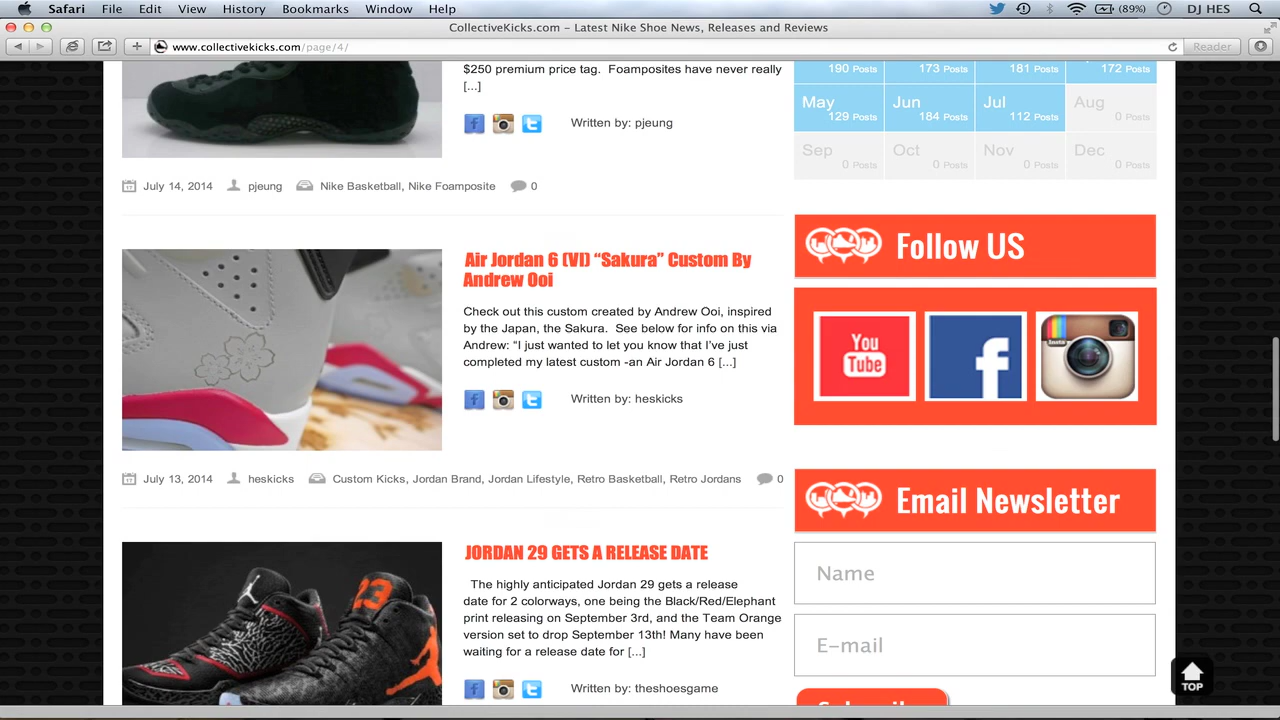 Safari File Edit View History Bookmarks Window Help (89%) DJ HES
CollectiveKicks.com – Latest Nike Shoe News, Releases and Reviews
www.collectivekicks.com/page/4/ Reader
$250 premium price tag. Foamposites have never really
[...]
Written by: pjeung
July 14, 2014 pjeung Nike Basketball, Nike Foamposite 0
Air Jordan 6 (VI) “Sakura” Custom By
Andrew Ooi
Check out this custom created by Andrew Ooi, inspired
by the Japan, the Sakura. See below for info on this via
Andrew: “I just wanted to let you know that I’ve just
completed my latest custom -an Air Jordan 6 [...]
Written by: heskicks
July 13, 2014 heskicks Custom Kicks, Jordan Brand, Jordan Lifestyle, Retro Basketball, Retro Jordans 0
JORDAN 29 GETS A RELEASE DATE
The highly anticipated Jordan 29 gets a release
date for 2 colorways, one being the Black/Red/Elephant
print releasing on September 3rd, and the Team Orange
version set to drop September 13th! Many have been
waiting for a release date for [...]
Written by: theshoesgame
23
190 Posts 173 Posts 181 Posts 172 Posts
May Jun Jul Aug
129 Posts 184 Posts 112 Posts 0 Posts
Sep Oct Nov Dec
0 Posts 0 Posts 0 Posts 0 Posts
Follow US
You
Tube
f
Insta
Email Newsletter
Name
E-mail
TOP